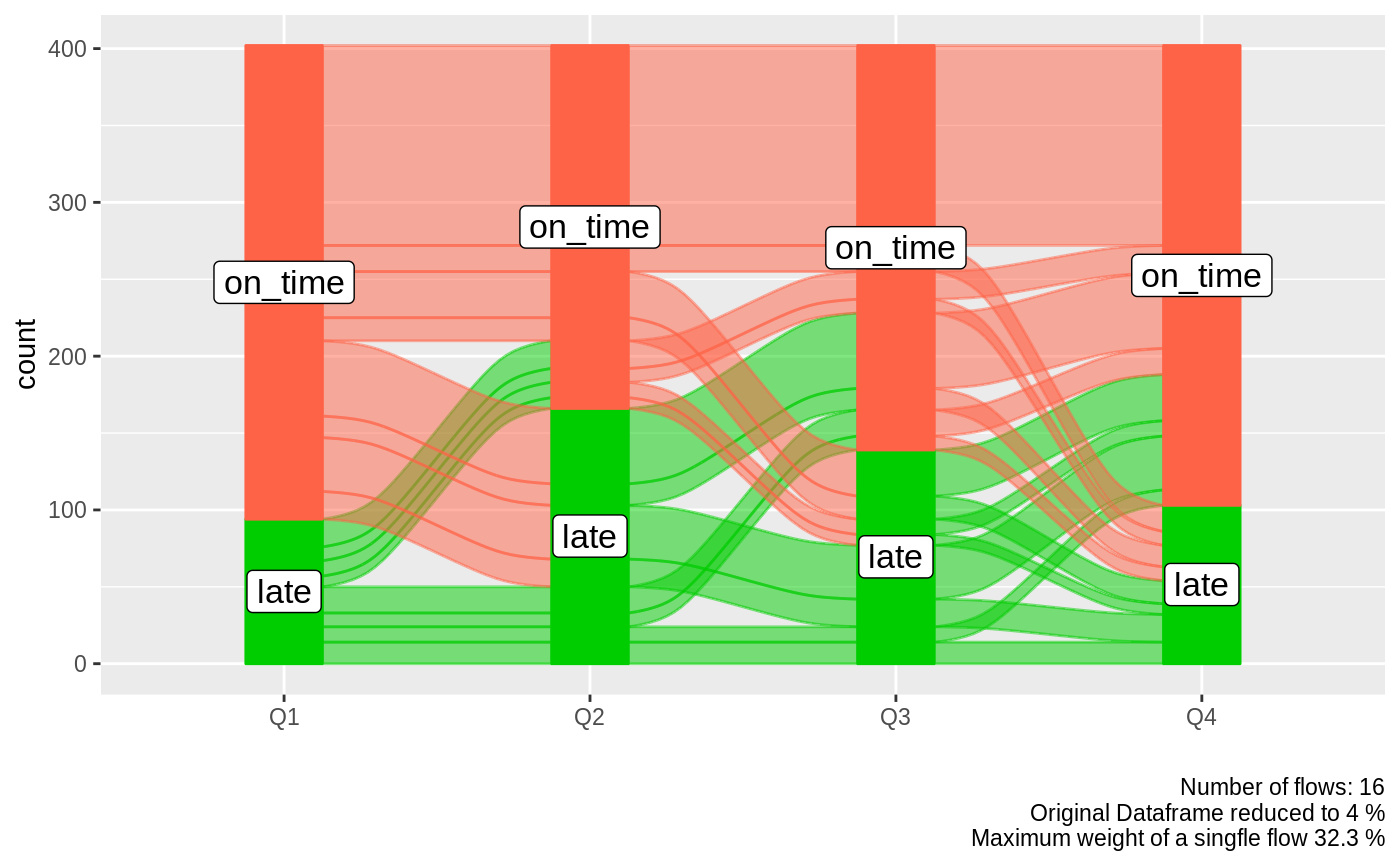 400
300
200
100
0
count
on_time
on_time
on_time
on_time
late
late
late
late
Q1
Q2
Q3
Q4
Number of flows: 16
Original Dataframe reduced to 4 %
Maximum weight of a singfle flow 32.3 %